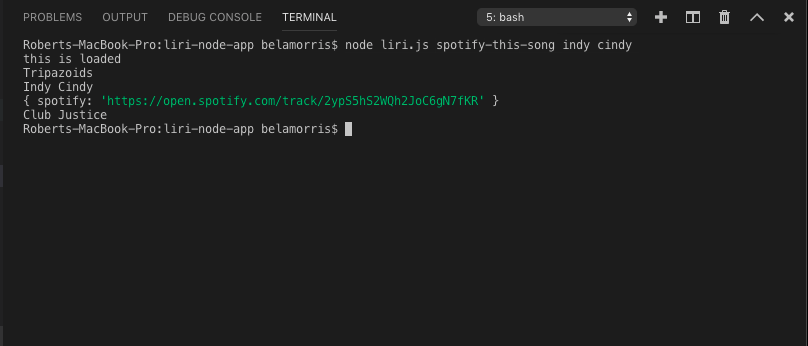 PROBLEMS OUTPUT DEBUG CONSOLE TERMINAL 5: bash
Roberts-MacBook-Pro:liri-node-app belamorris$ node liri.js spotify-this-song indy cindy
this is loaded
Tripazoids
Indy Cindy
{ spotify: 'https://open.spotify.com/track/2ypS5hS2WQh2JoC6gN7fKR' }
Club Justice
Roberts-MacBook-Pro:liri-node-app belamorris$